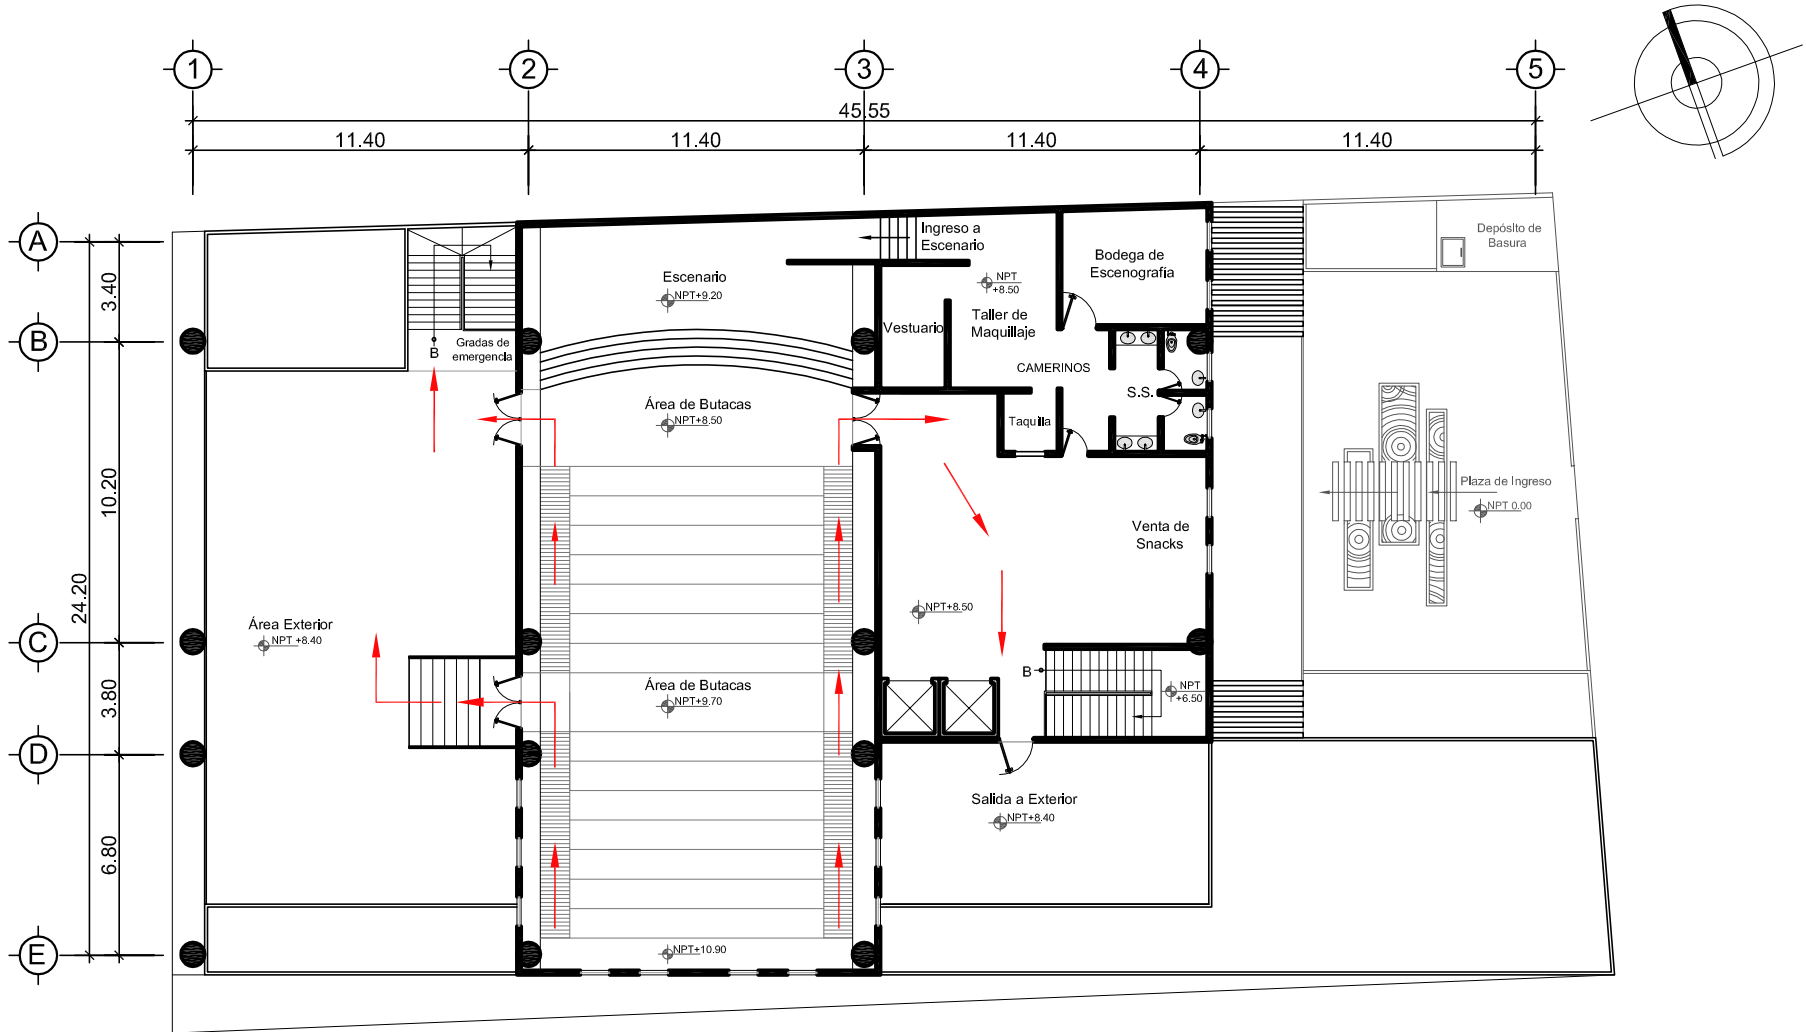 1
2
3
4
5
45.55
11.40
11.40
11.40
11.40
A
B
C
D
E
3.40
10.20
3.80
6.80
24.20
Ingreso a
Escenario
Depósito de
Basura
Bodega de
Escenografía
Escenario
NPT+9.20
NPT
+8.50
Taller de
Maquillaje
Vestuario
Gradas de
emergencia
B
CAMERINOS
S.S.
Taquilla
Área de Butacas
NPT+8.50
Plaza de Ingreso
NPT 0.00
Venta de
Snacks
NPT+8.50
Área Exterior
NPT +8.40
Área de Butacas
NPT+9.70
B
NPT
+6.50
Salida a Exterior
NPT+8.40
NPT+10.90